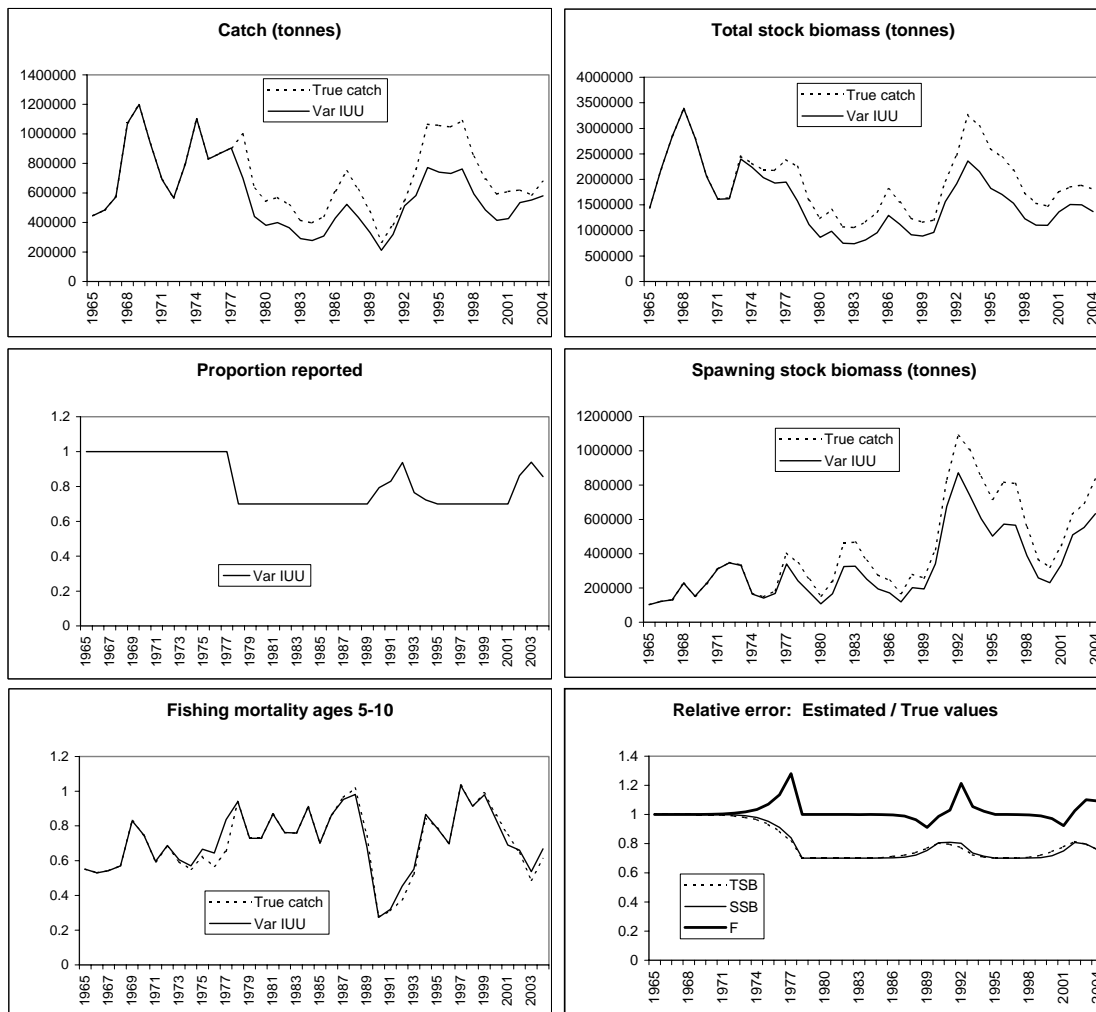 Catch (tonnes)
1400000
1200000
1000000
800000
600000
400000
200000
0
True catch
Var IUU
1965 1968 1971 1974 1977 1980 1983 1986 1989 1992 1995 1998 2001 2004
Total stock biomass (tonnes)
4000000
3500000
3000000
2500000
2000000
1500000
1000000
500000
0
True catch
Var IUU
1965 1968 1971 1974 1977 1980 1983 1986 1989 1992 1995 1998 2001 2004
Proportion reported
1.2
1
0.8
0.6
0.4
0.2
0
Var IUU
1965 1967 1969 1971 1973 1975 1977 1979 1981 1983 1985 1987 1989 1991 1993 1995 1997 1999 2001 2003
Spawning stock biomass (tonnes)
1200000
1000000
800000
600000
400000
200000
0
True catch
Var IUU
1965 1968 1971 1974 1977 1980 1983 1986 1989 1992 1995 1998 2001 2004
Fishing mortality ages 5-10
1.2
1
0.8
0.6
0.4
0.2
0
True catch
Var IUU
1965 1967 1969 1971 1973 1975 1977 1979 1981 1983 1985 1987 1989 1991 1993 1995 1997 1999 2001 2003
Relative error: Estimated / True values
1.4
1.2
1
0.8
0.6
0.4
0.2
0
TSB
SSB
F
1965 1968 1971 1974 1977 1980 1983 1986 1989 1992 1995 1998 2001 2004